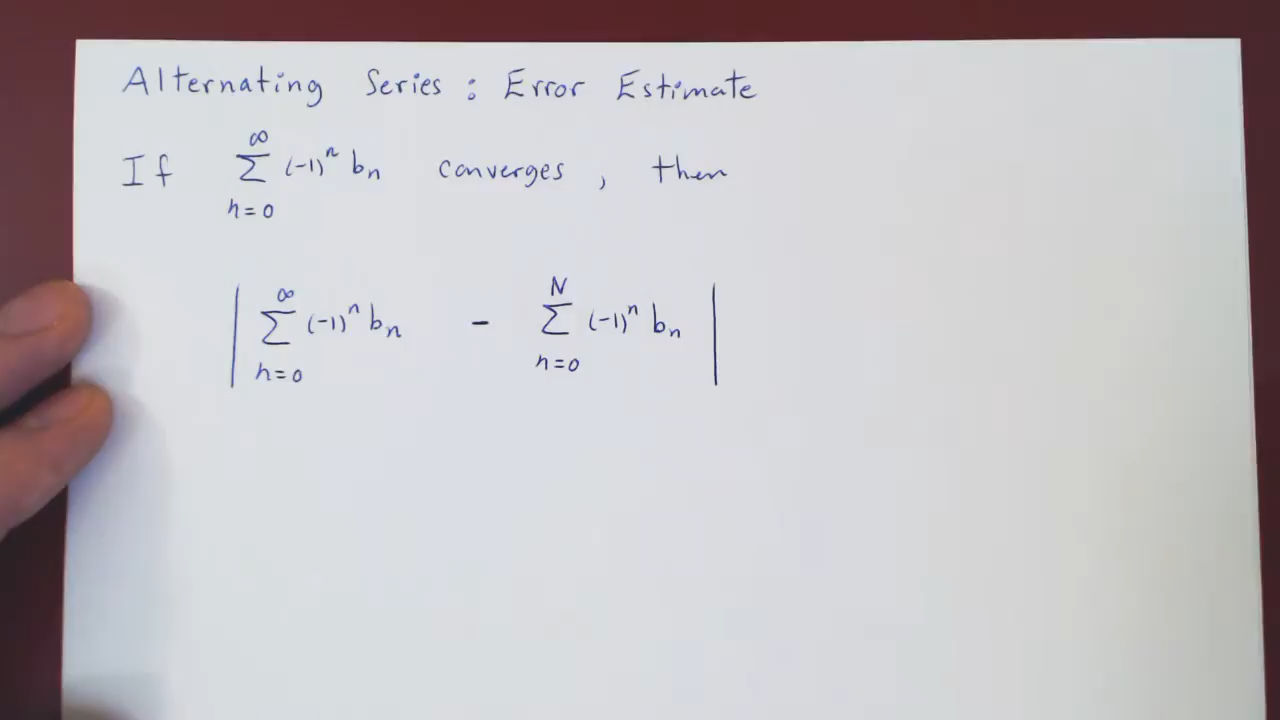 Alternating Series : Error Estimate
If ∑_{n=0}^{∞} (-1)^n b_n converges , then
| ∑_{n=0}^{∞} (-1)^n b_n - ∑_{n=0}^{N} (-1)^n b_n |